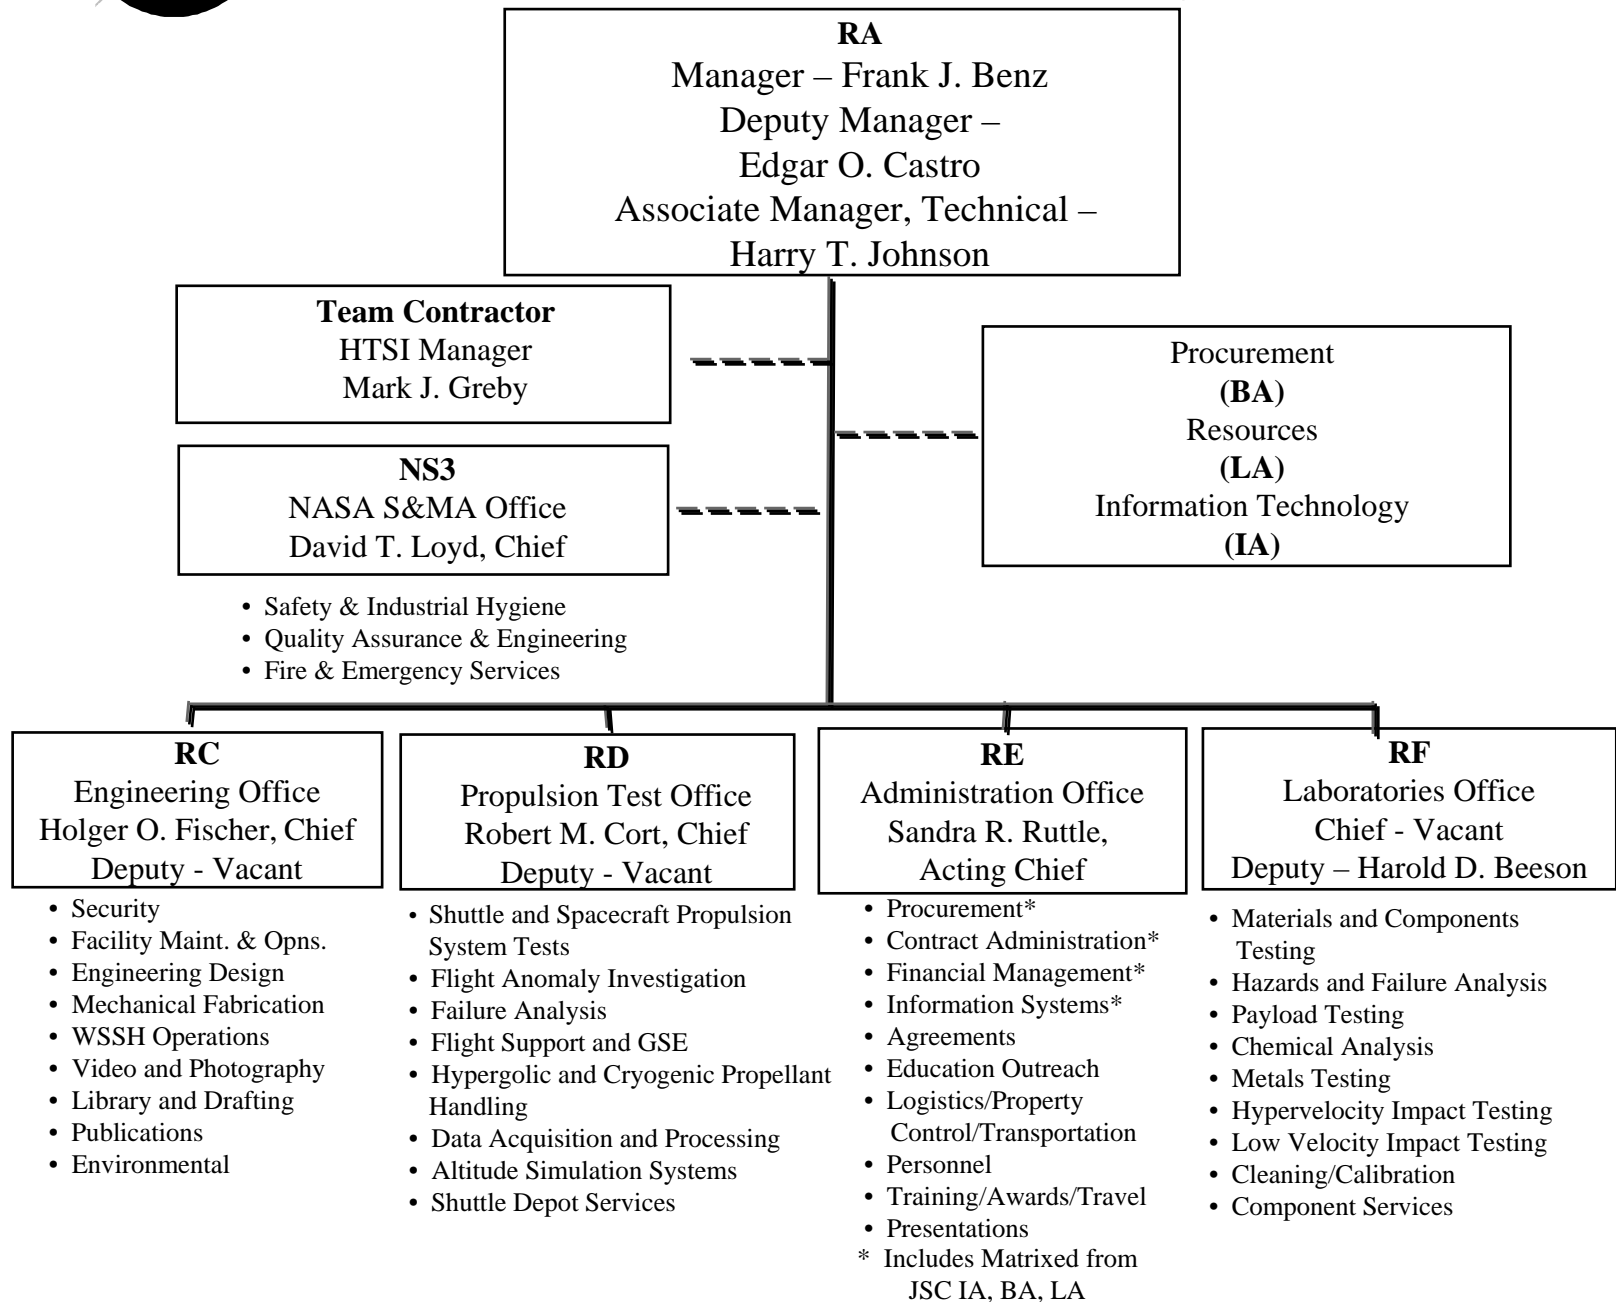 RA
Manager – Frank J. Benz
Deputy Manager –
Edgar O. Castro
Associate Manager, Technical –
Harry T. Johnson
Team Contractor
HTSI Manager
Mark J. Greby
Procurement
(BA)
Resources
(LA)
Information Technology
(IA)
NS3
NASA S&MA Office
David T. Loyd, Chief
• Safety & Industrial Hygiene
• Quality Assurance & Engineering
• Fire & Emergency Services
RC
Engineering Office
Holger O. Fischer, Chief
Deputy - Vacant
• Security
• Facility Maint. & Opns.
• Engineering Design
• Mechanical Fabrication
• WSSH Operations
• Video and Photography
• Library and Drafting
• Publications
• Environmental
RD
Propulsion Test Office
Robert M. Cort, Chief
Deputy - Vacant
• Shuttle and Spacecraft Propulsion
System Tests
• Flight Anomaly Investigation
• Failure Analysis
• Flight Support and GSE
• Hypergolic and Cryogenic Propellant
Handling
• Data Acquisition and Processing
• Altitude Simulation Systems
• Shuttle Depot Services
RE
Administration Office
Sandra R. Ruttle,
Acting Chief
• Procurement*
• Contract Administration*
• Financial Management*
• Information Systems*
• Agreements
• Education Outreach
• Logistics/Property
Control/Transportation
• Personnel
• Training/Awards/Travel
• Presentations
* Includes Matrixed from
JSC IA, BA, LA
RF
Laboratories Office
Chief - Vacant
Deputy – Harold D. Beeson
• Materials and Components
Testing
• Hazards and Failure Analysis
• Payload Testing
• Chemical Analysis
• Metals Testing
• Hypervelocity Impact Testing
• Low Velocity Impact Testing
• Cleaning/Calibration
• Component Services